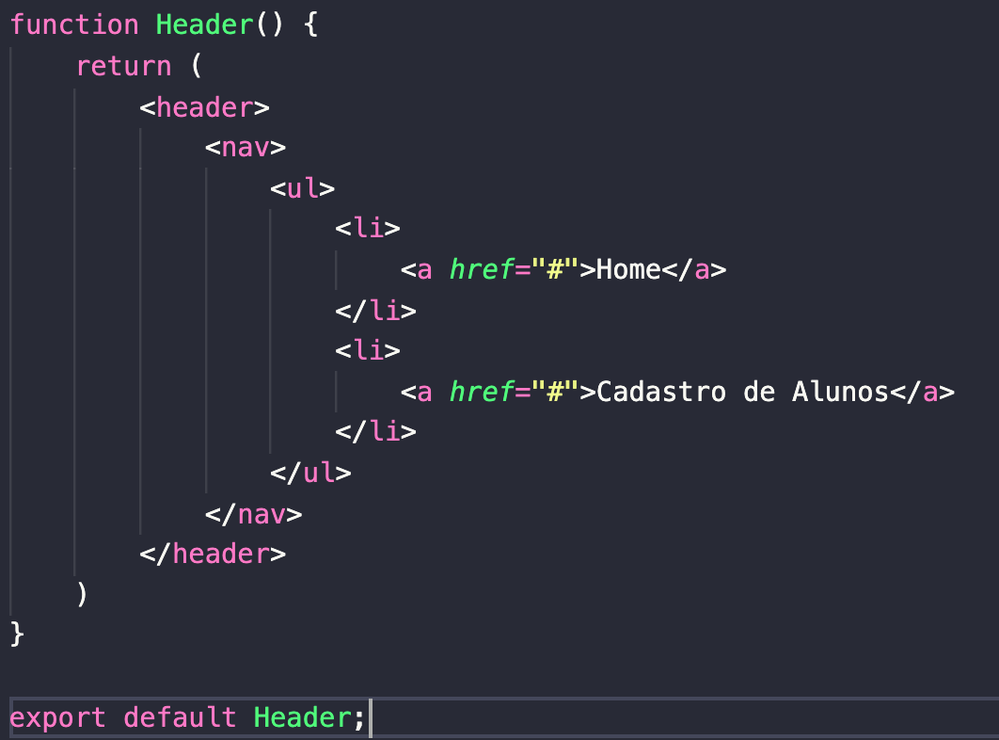 function Header() {
    return (
        <header>
            <nav>
                <ul>
                    <li>
                        <a href="#">Home</a>
                    </li>
                    <li>
                        <a href="#">Cadastro de Alunos</a>
                    </li>
                </ul>
            </nav>
        </header>
    )
}
export default Header;